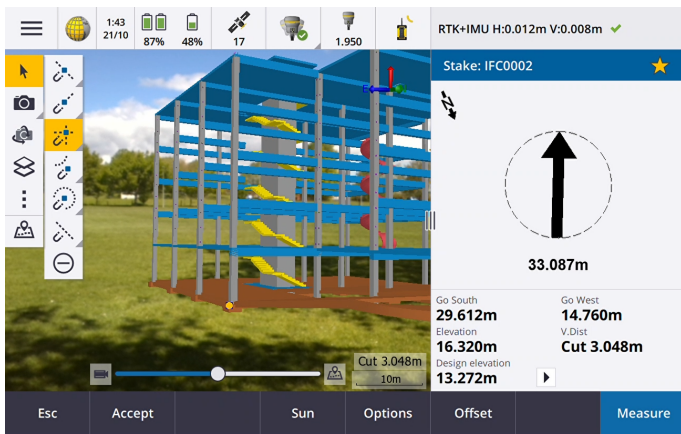 1:43
21/10
87%
48%
17
1.950
RTK+IMU H:0.012m V:0.008m
Stake: IFC0002
E
N
33.087m
Go South
Go West
29.612m
14.760m
Elevation
V.Dist
16.320m
Cut 3.048m
Design elevation
13.272m
Cut 3.048m
10m
Esc
Accept
Sun
Options
Offset
Measure